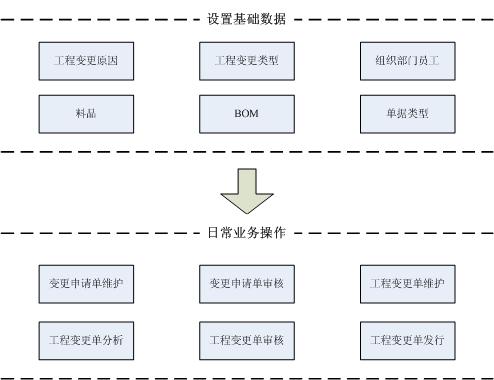 设置基础数据
工程变更原因
工程变更类型
组织部门员工
料品
BOM
单据类型
日常业务操作
变更申请单维护
变更申请单审核
工程变更单维护
工程变更单分析
工程变更单审核
工程变更单发行